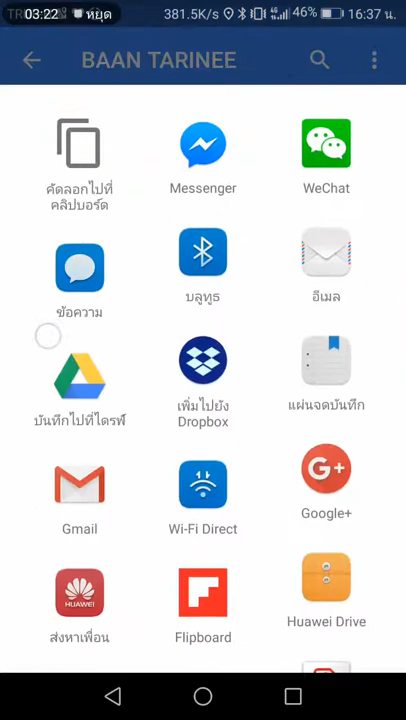 03:22 หยุด 381.5K/s 46% 16:37 น.
BAAN TARINEE
คัดลอกไปที่
คลิปบอร์ด
Messenger
WeChat
ข้อความ
บลูทูธ
อีเมล
บันทึกไปที่ไดรฟ์
เพิ่มไปยัง
Dropbox
แผ่นจดบันทึก
Gmail
Wi-Fi Direct
G+
Google+
HUAWEI
ส่งหาเพื่อน
Flipboard
Huawei Drive